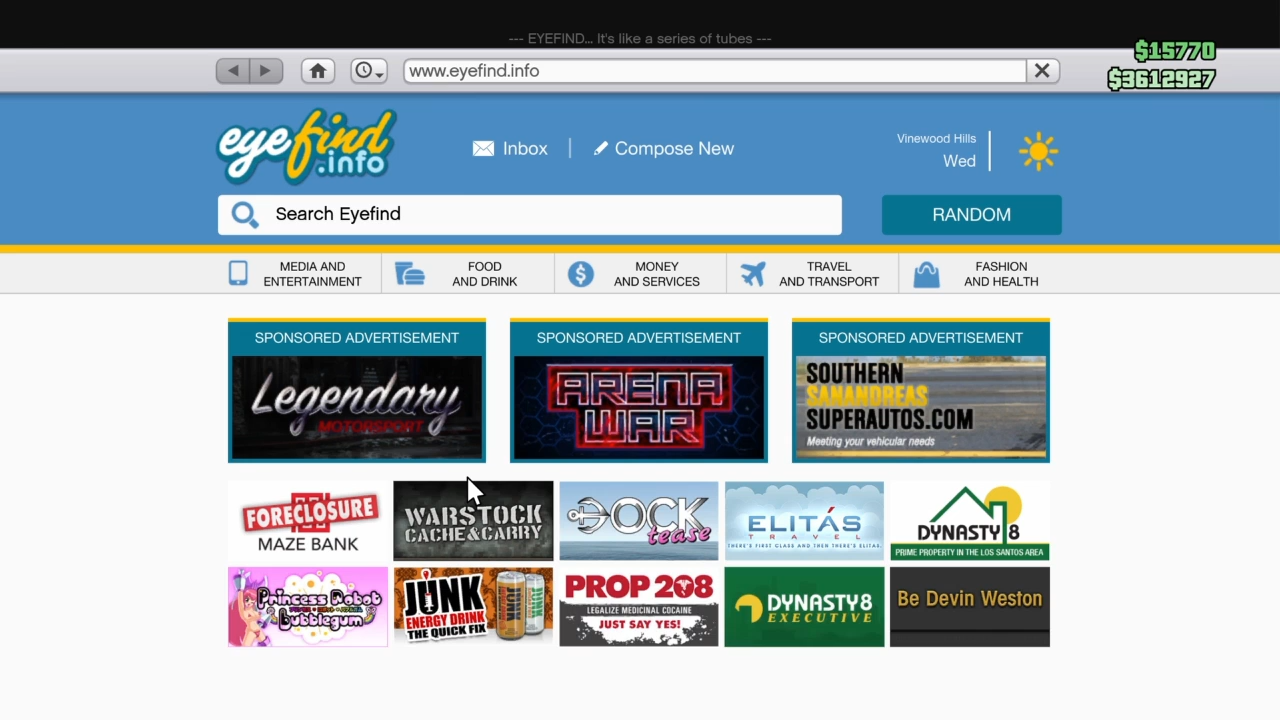 --- EYEFIND... It's like a series of tubes ---
www.eyefind.info
$15770
$3612927
eyefind
.info
Inbox
Compose New
Vinewood Hills
Wed
Search Eyefind
RANDOM
MEDIA AND
ENTERTAINMENT
FOOD
AND DRINK
MONEY
AND SERVICES
TRAVEL
AND TRANSPORT
FASHION
AND HEALTH
SPONSORED ADVERTISEMENT
Legendary
MOTORSPORT
SPONSORED ADVERTISEMENT
ARENA
WAR
SPONSORED ADVERTISEMENT
SOUTHERN
SANANDREAS
SUPERAUTOS.COM
Meeting your vehicular needs
FORECLOSURE
MAZE BANK
WARSTOCK
CACHE&CARRY
DOCK
tease
ELITÁS
TRAVEL
THERE'S FIRST CLASS AND THEN THERE'S ELITAS.
DYNASTY 8
PRIME PROPERTY IN THE LOS SANTOS AREA
Princess Robot
Bubblegum
JUNK
ENERGY DRINK
THE QUICK FIX
JUNK
JUNK
PROP 208
LEGALIZE MEDICINAL COCAINE
JUST SAY YES!
DYNASTY8
EXECUTIVE
Be Devin Weston